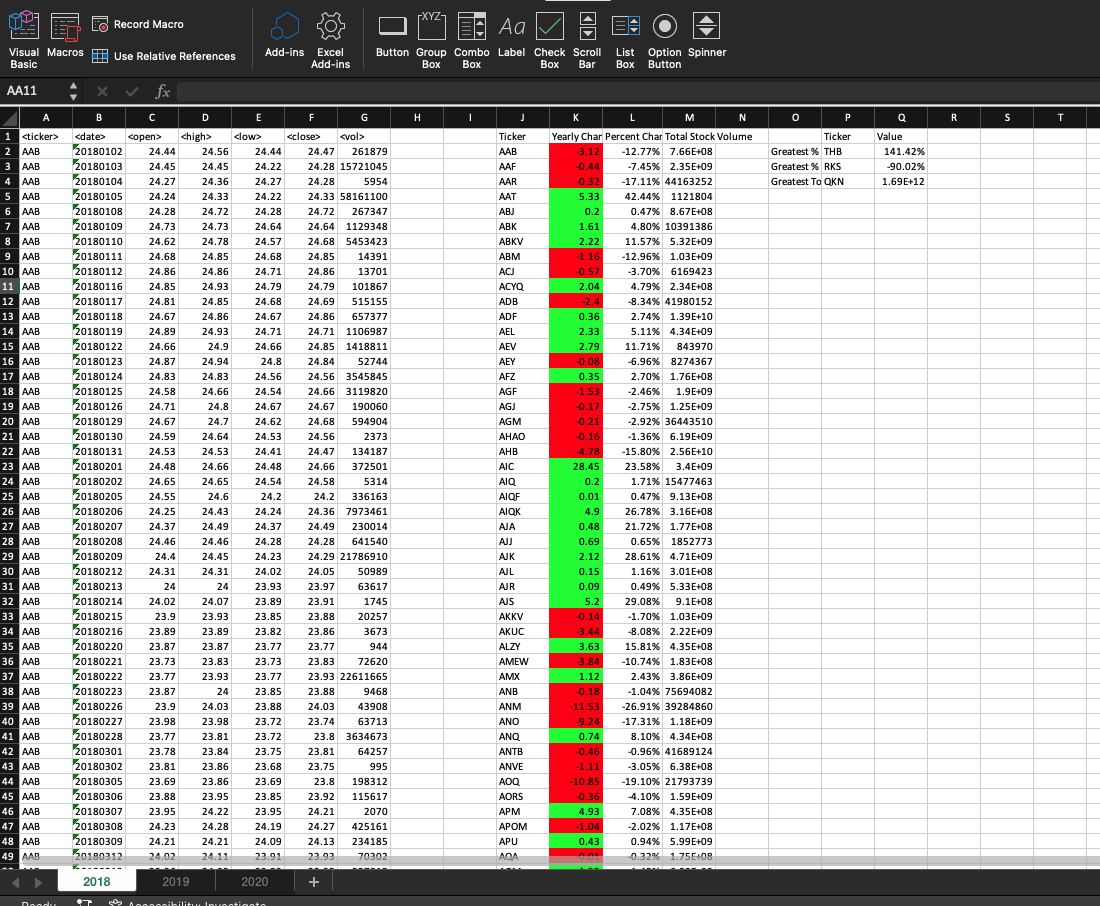 Visual Basic
Macros
Record Macro
Use Relative References
Add-ins
Excel Add-ins
Button
XYZ Group Box
Combo Box
Aa Label
Check Box
Scroll Bar
List Box
Option Button
Spinner
AA11 fx
A B C D E F G H I J K L M N O P Q R S T
1 <ticker> <date> <open> <high> <low> <close> <vol> Ticker Yearly Char Percent Char Total Stock Volume Ticker Value
2 AAB 20180102 24.44 24.56 24.44 24.47 261879 AAB -3.12 -12.77% 7.66E+08 Greatest % THB 141.42%
3 AAB 20180103 24.45 24.45 24.22 24.28 15721045 AAF -0.44 -7.45% 2.35E+09 Greatest % RKS -90.02%
4 AAB 20180104 24.27 24.36 24.27 24.28 5954 AAR -0.32 -17.11% 44163252 Greatest To QKN 1.69E+12
5 AAB 20180105 24.24 24.33 24.22 24.33 58161100 AAT 5.33 42.44% 1121804
6 AAB 20180108 24.28 24.72 24.28 24.72 267347 ABJ 0.2 0.47% 8.67E+08
7 AAB 20180109 24.73 24.73 24.64 24.64 1129348 ABK 1.61 4.80% 10391386
8 AAB 20180110 24.62 24.78 24.57 24.68 5453423 ABKV 2.22 11.57% 5.32E+09
9 AAB 20180111 24.68 24.85 24.68 24.85 14391 ABM -1.16 -12.96% 1.03E+09
10 AAB 20180112 24.86 24.86 24.71 24.86 13701 ACJ -0.57 -3.70% 6169423
11 AAB 20180116 24.85 24.93 24.79 24.79 101867 ACYQ 2.04 4.79% 2.34E+08
12 AAB 20180117 24.81 24.85 24.68 24.69 515155 ADB -2.4 -8.34% 41980152
13 AAB 20180118 24.67 24.86 24.67 24.86 657377 ADF 0.36 2.74% 1.39E+10
14 AAB 20180119 24.89 24.93 24.71 24.71 1106987 AEL 2.33 5.11% 4.34E+09
15 AAB 20180122 24.66 24.9 24.66 24.85 1418811 AEV 2.79 11.71% 843970
16 AAB 20180123 24.87 24.94 24.8 24.84 52744 AEY -0.08 -6.96% 8274367
17 AAB 20180124 24.83 24.83 24.56 24.56 3545845 AFZ 0.35 2.70% 1.76E+08
18 AAB 20180125 24.58 24.66 24.54 24.66 3119820 AGF -1.53 -2.46% 1.9E+09
19 AAB 20180126 24.71 24.8 24.67 24.67 190060 AGJ -0.17 -2.75% 1.25E+09
20 AAB 20180129 24.67 24.7 24.62 24.68 594904 AGM -0.21 -2.92% 36443510
21 AAB 20180130 24.59 24.64 24.53 24.56 2373 AHAO -0.16 -1.36% 6.19E+09
22 AAB 20180131 24.53 24.53 24.41 24.47 134187 AHB -4.78 -15.80% 2.56E+10
23 AAB 20180201 24.48 24.66 24.48 24.66 372501 AIC 28.45 23.58% 3.4E+09
24 AAB 20180202 24.65 24.65 24.54 24.58 5314 AIQ 0.2 1.71% 15477463
25 AAB 20180205 24.55 24.6 24.2 24.2 336163 AIQF 0.01 0.47% 9.13E+08
26 AAB 20180206 24.25 24.43 24.24 24.36 7973461 AIQK 4.9 26.78% 3.16E+08
27 AAB 20180207 24.37 24.49 24.37 24.49 230014 AJA 0.48 21.72% 1.77E+08
28 AAB 20180208 24.46 24.46 24.28 24.28 641540 AJJ 0.69 0.65% 1852773
29 AAB 20180209 24.4 24.45 24.23 24.29 21786910 AJK 2.12 28.61% 4.71E+09
30 AAB 20180212 24.31 24.31 24.02 24.05 50989 AJL 0.15 1.16% 3.01E+08
31 AAB 20180213 24 24 23.93 23.97 63617 AJR 0.09 0.49% 5.33E+08
32 AAB 20180214 24.02 24.07 23.89 23.91 1745 AJS 5.2 29.08% 9.1E+08
33 AAB 20180215 23.9 23.93 23.85 23.88 20257 AKKV -0.14 -1.70% 1.03E+09
34 AAB 20180216 23.89 23.89 23.82 23.86 3673 AKUC -3.44 -8.08% 2.22E+09
35 AAB 20180220 23.87 23.87 23.77 23.77 944 ALZY 3.63 15.81% 4.35E+08
36 AAB 20180221 23.73 23.83 23.73 23.83 72620 AMEW -3.84 -10.74% 1.83E+08
37 AAB 20180222 23.77 23.93 23.77 23.93 22611665 AMX 1.12 2.43% 3.86E+09
38 AAB 20180223 23.87 24 23.85 23.88 9468 ANB -0.18 -1.04% 75694082
39 AAB 20180226 23.9 24.03 23.88 24.03 43908 ANM -11.53 -26.91% 39284860
40 AAB 20180227 23.98 23.98 23.72 23.74 63713 ANO -9.24 -17.31% 1.18E+09
41 AAB 20180228 23.77 23.81 23.72 23.8 3634673 ANQ 0.74 8.10% 4.34E+08
42 AAB 20180301 23.78 23.84 23.75 23.81 64257 ANTB -0.46 -0.96% 41689124
43 AAB 20180302 23.81 23.86 23.68 23.75 995 ANVE -1.11 -3.05% 6.38E+08
44 AAB 20180305 23.69 23.86 23.69 23.8 198312 AOQ -10.85 -19.10% 21793739
45 AAB 20180306 23.88 23.95 23.85 23.92 115617 AORS -0.36 -4.10% 1.59E+09
46 AAB 20180307 23.95 24.22 23.95 24.21 2070 APM 4.93 7.08% 4.35E+08
47 AAB 20180308 24.23 24.28 24.19 24.27 425161 APOM -1.04 -2.02% 1.17E+08
48 AAB 20180309 24.21 24.21 24.09 24.13 234185 APU 0.43 0.94% 5.99E+09
49 AAB 20180312 24.02 24.11 23.91 23.93 70302 AQA -0.01 -0.32% 1.75E+08
2018 2019 2020 +
Ready Accessibility: Investigate